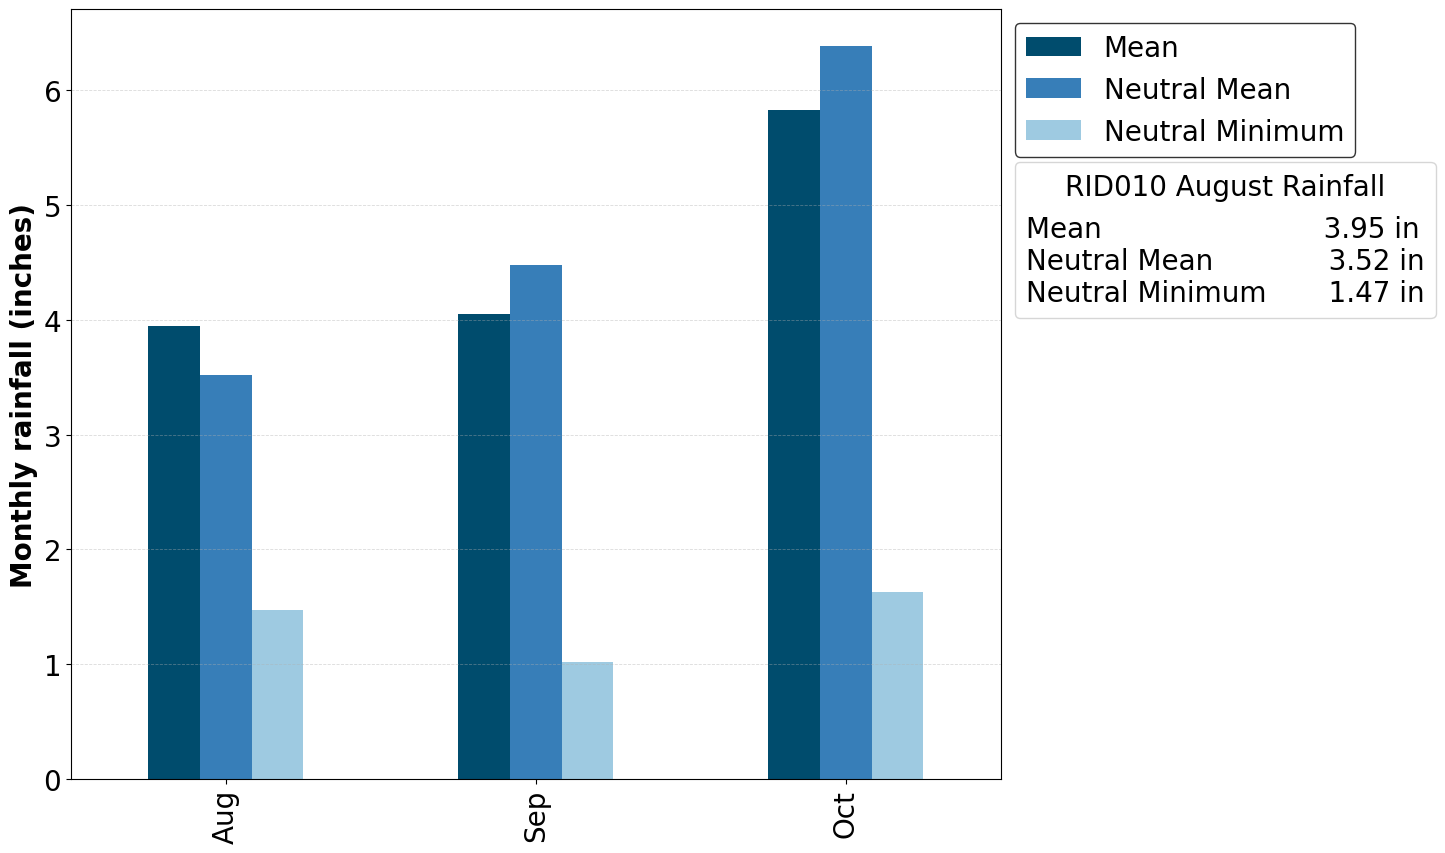 Monthly rainfall (inches)
6
5
4
3
2
1
0
Aug
Sep
Oct
Mean
Neutral Mean
Neutral Minimum
RID010 August Rainfall
Mean 3.95 in
Neutral Mean 3.52 in
Neutral Minimum 1.47 in